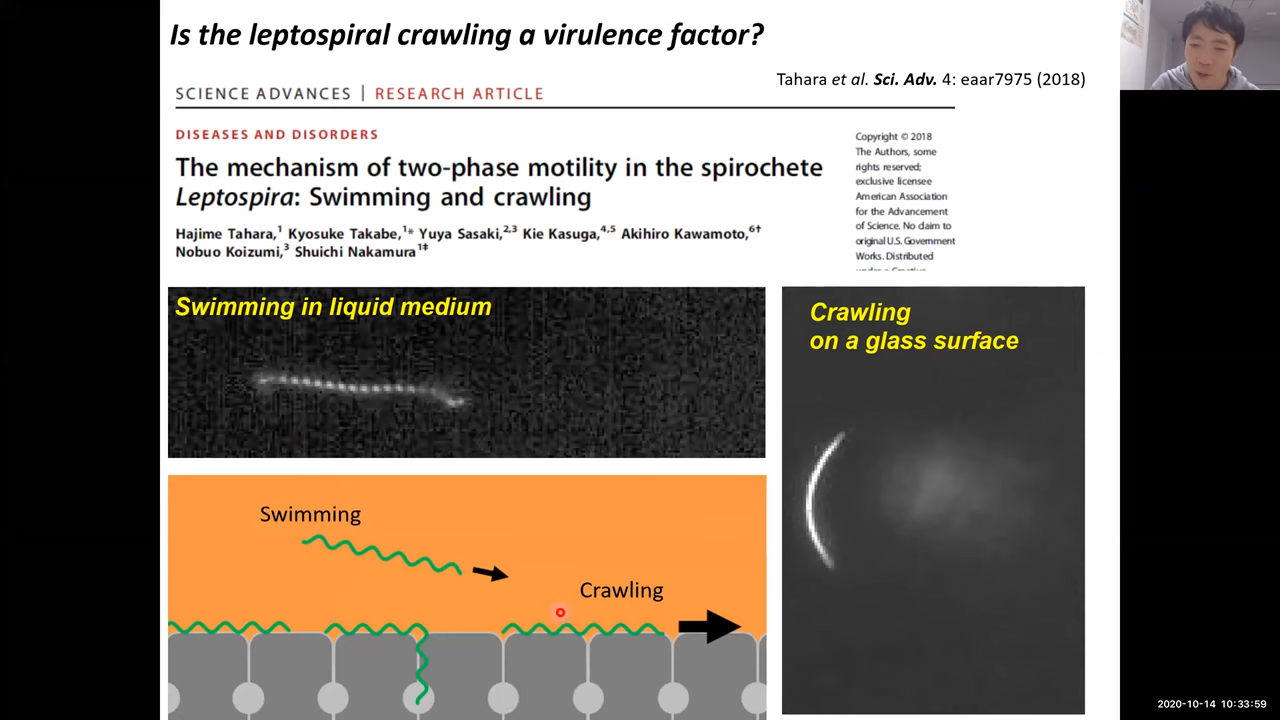 Is the leptospiral crawling a virulence factor?
Tahara et al. Sci. Adv. 4: eaar7975 (2018)
SCIENCE ADVANCES | RESEARCH ARTICLE
DISEASES AND DISORDERS
The mechanism of two-phase motility in the spirochete
Leptospira: Swimming and crawling
Hajime Tahara,¹ Kyosuke Takabe,¹* Yuya Sasaki,²,³ Kie Kasuga,⁴,⁵ Akihiro Kawamoto,⁶†
Nobuo Koizumi,³ Shuichi Nakamura¹‡
Copyright © 2018
The Authors, some
rights reserved;
exclusive licensee
American Association
for the Advancement
of Science. No claim to
original U.S. Government
Works. Distributed
Swimming in liquid medium
Crawling
on a glass surface
Swimming
Crawling
2020-10-14 10:33:59